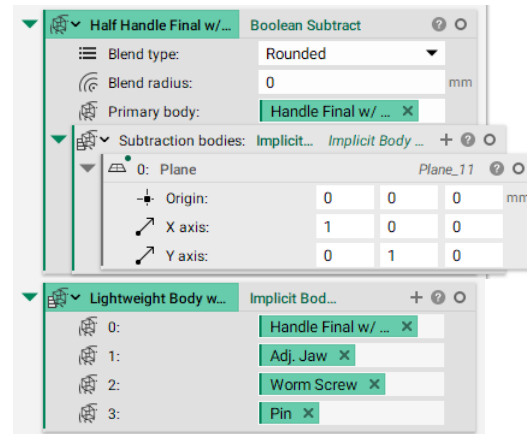 Half Handle Final w/... Boolean Subtract
Blend type: Rounded
Blend radius: 0 mm
Primary body: Handle Final w/ ... ×
Subtraction bodies: Implicit... Implicit Body ... + ?
0: Plane Plane_11 ?
Origin: 0 0 0 mm
X axis: 1 0 0
Y axis: 0 1 0
Lightweight Body w... Implicit Bod... + ?
0: Handle Final w/ ... ×
1: Adj. Jaw ×
2: Worm Screw ×
3: Pin ×